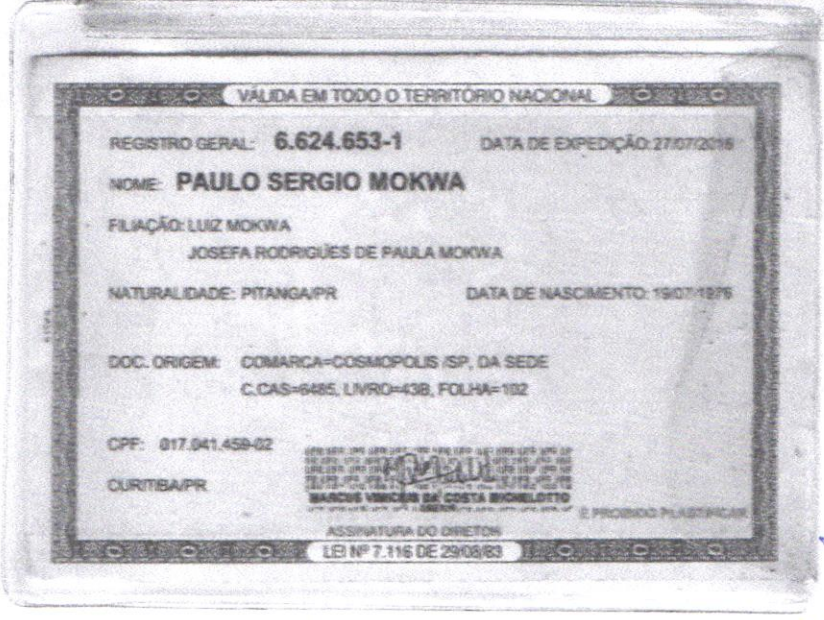 VÁLIDA EM TODO O TERRITÓRIO NACIONAL
REGISTRO GERAL: 6.624.653-1 DATA DE EXPEDIÇÃO: 27/07/2016
NOME: PAULO SERGIO MOKWA
FILIAÇÃO: LUIZ MOKWA
JOSEFA RODRIGUES DE PAULA MOKWA
NATURALIDADE: PITANGA/PR DATA DE NASCIMENTO: 19/07/1976
DOC. ORIGEM: COMARCA=COSMOPOLIS /SP, DA SEDE
C.CAS=6485, LIVRO=43B, FOLHA=102
CPF: 017.041.459-02
CURITIBA/PR
MARCUS VINICIUS DA COSTA MICHELOTTO
É PROIBIDO PLASTIFICAR
ASSINATURA DO DIRETOR
LEI Nº 7.116 DE 29/08/83